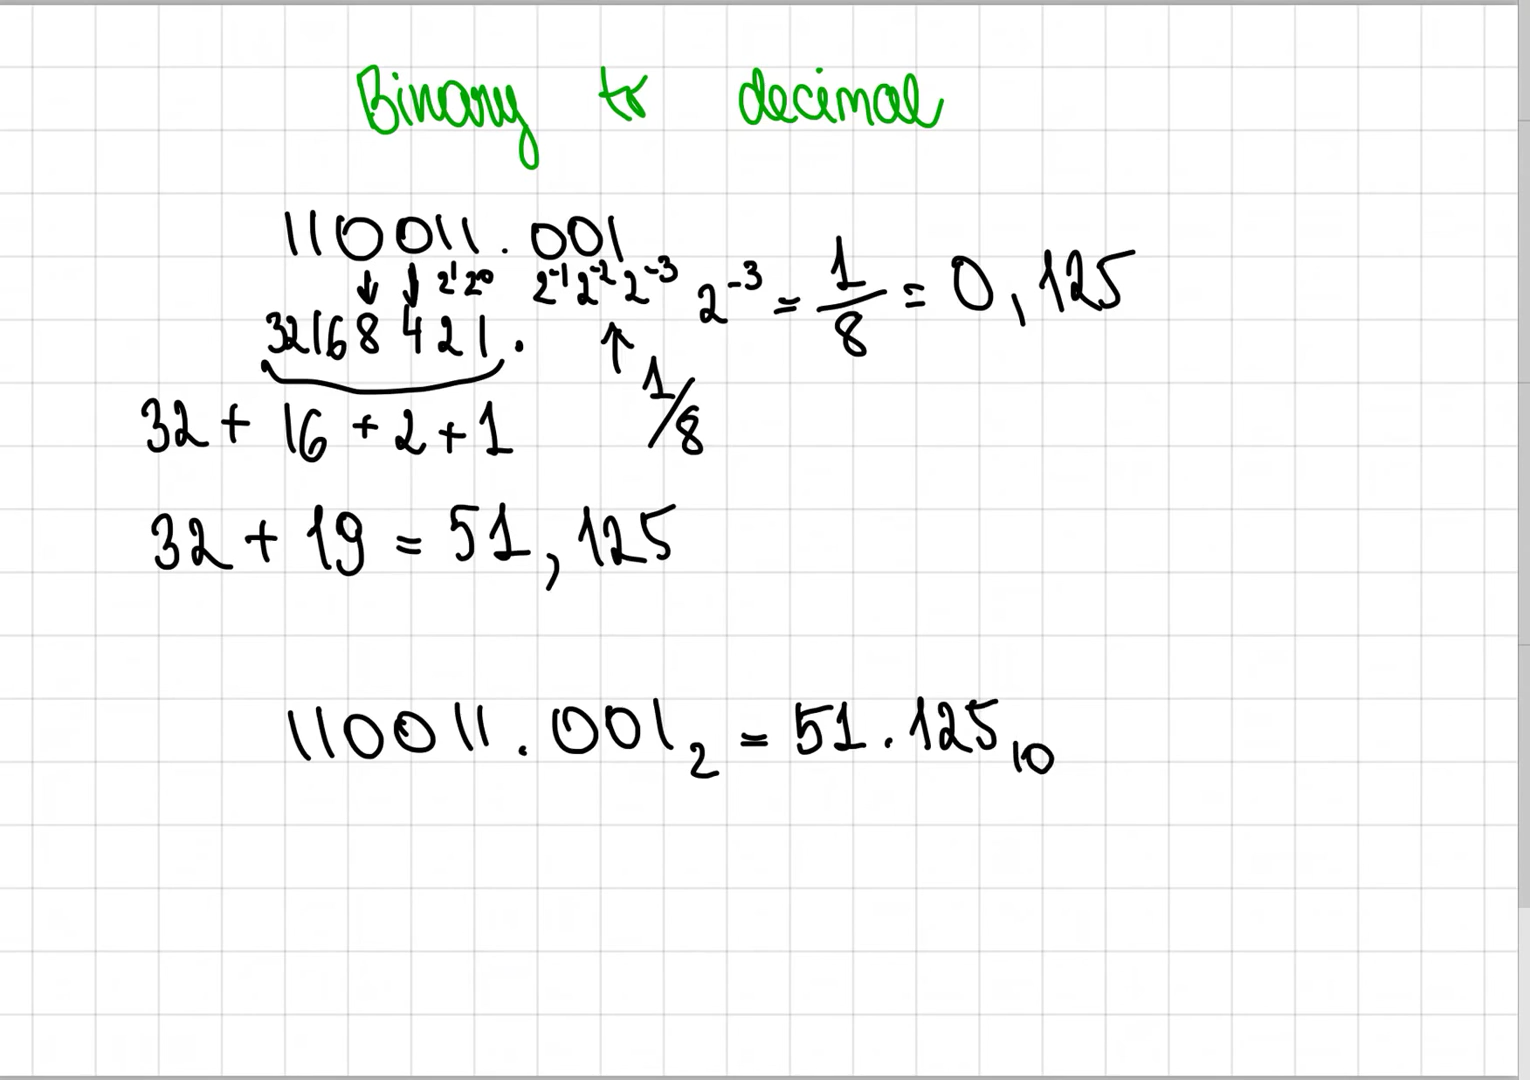 Binary to decimal
110011.001
↓ ↓ 2¹ 2⁰ 2⁻¹ 2⁻² 2⁻³ 2⁻³ = 1/8 = 0,125
32 16 8 4 2 1 . ↑ 1/8
32 + 16 + 2 + 1
32 + 19 = 51,125
110011.001₂ = 51.125₁₀